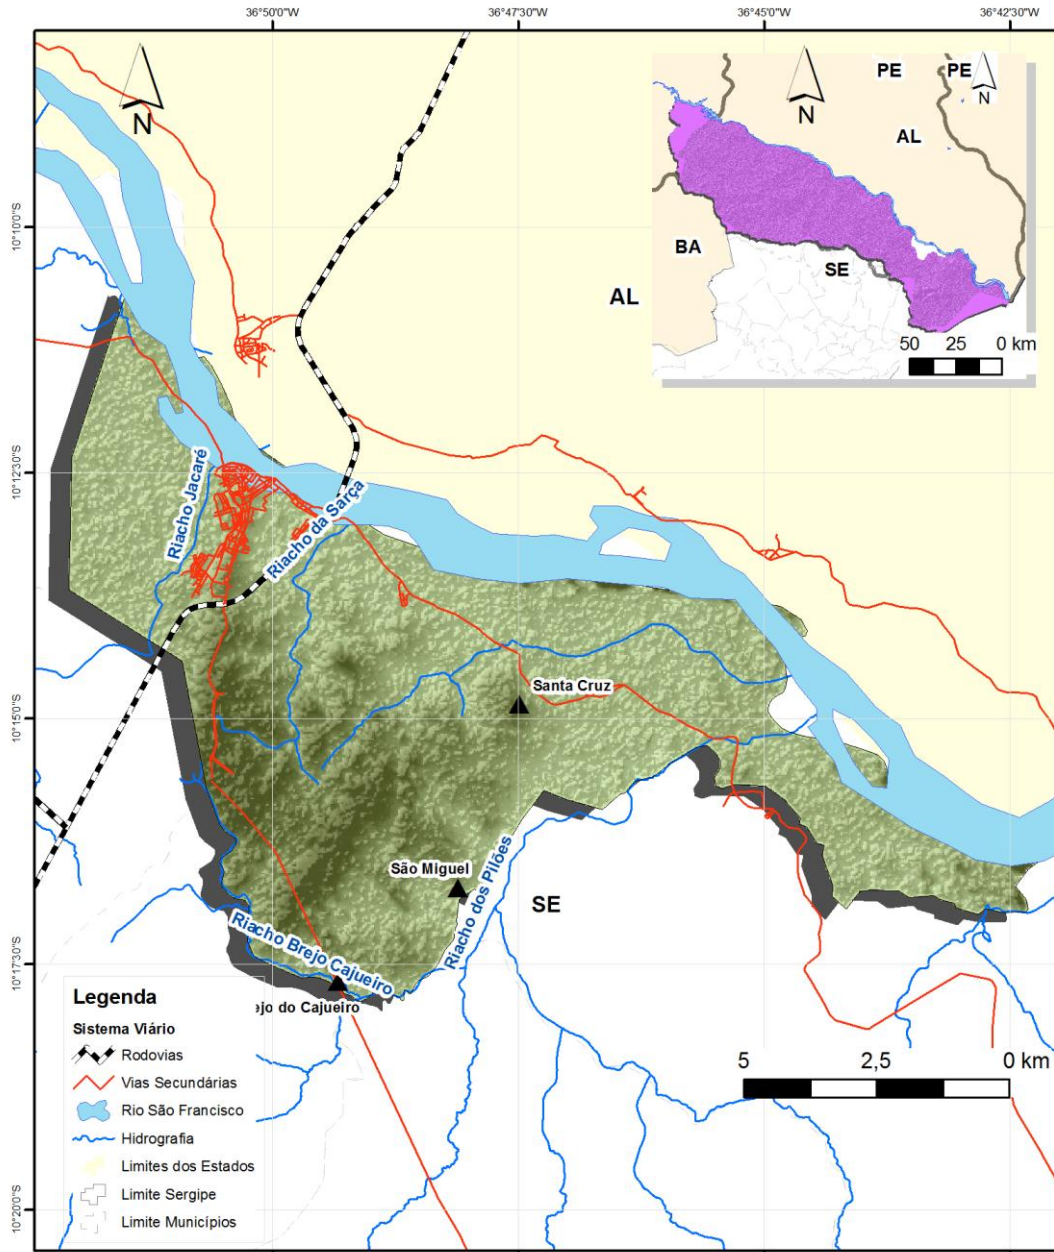 36°50'0"W
36°47'30"W
36°45'0"W
36°42'30"W
N
N
N
PE
PE
AL
BA
SE
50 25 0 km
10°10'0"S
AL
10°12'30"S
Riacho Jacaré
Riacho da Sarça
Santa Cruz
10°15'0"S
São Miguel
Riacho dos Pilões
SE
Riacho Brejo Cajueiro
10°17'30"S
ejo do Cajueiro
Legenda
Sistema Viário
Rodovias
Vias Secundárias
Rio São Francisco
Hidrografia
Limites dos Estados
Limite Sergipe
Limite Municípios
5 2,5 0 km
10°20'0"S